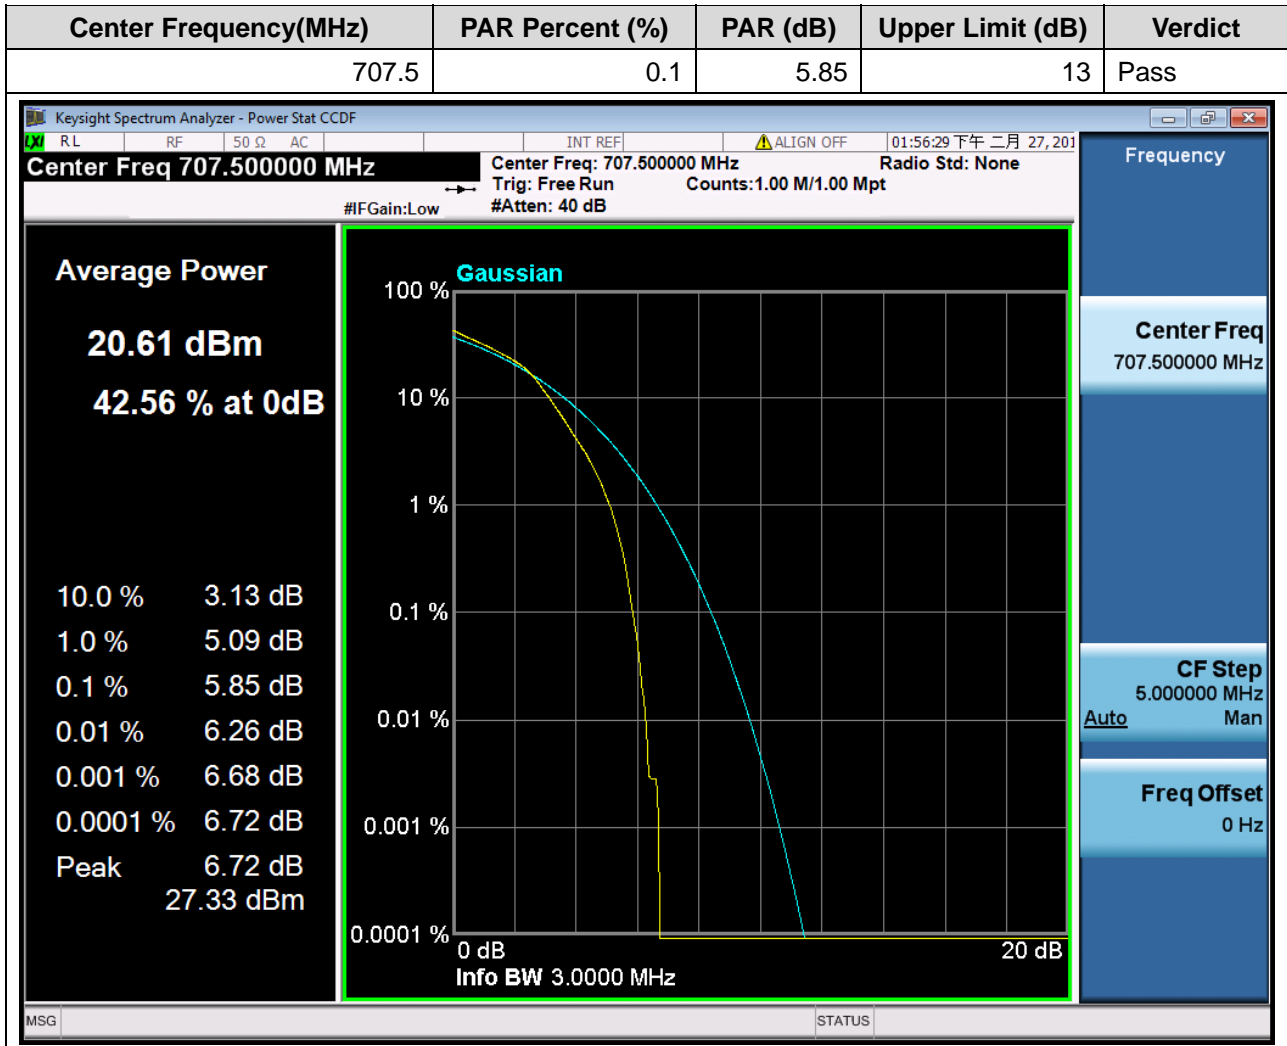 Center Frequency(MHz) PAR Percent (%) PAR (dB) Upper Limit (dB) Verdict
707.5 0.1 5.85 13 Pass
Keysight Spectrum Analyzer - Power Stat CCDF
LXI RL RF 50 Ω AC INT REF ALIGN OFF 01:56:29下午 二月 27, 201
Center Freq 707.500000 MHz
Center Freq: 707.500000 MHz Radio Std: None
Trig: Free Run Counts:1.00 M/1.00 Mpt
#IFGain:Low #Atten: 40 dB
Average Power
20.61 dBm
42.56 % at 0dB
10.0 % 3.13 dB
1.0 % 5.09 dB
0.1 % 5.85 dB
0.01 % 6.26 dB
0.001 % 6.68 dB
0.0001 % 6.72 dB
Peak 6.72 dB
27.33 dBm
Gaussian
100 %
10 %
1 %
0.1 %
0.01 %
0.001 %
0.0001 %
0 dB 20 dB
Info BW 3.0000 MHz
Frequency
Center Freq
707.500000 MHz
CF Step
5.000000 MHz
Auto Man
Freq Offset
0 Hz
MSG STATUS